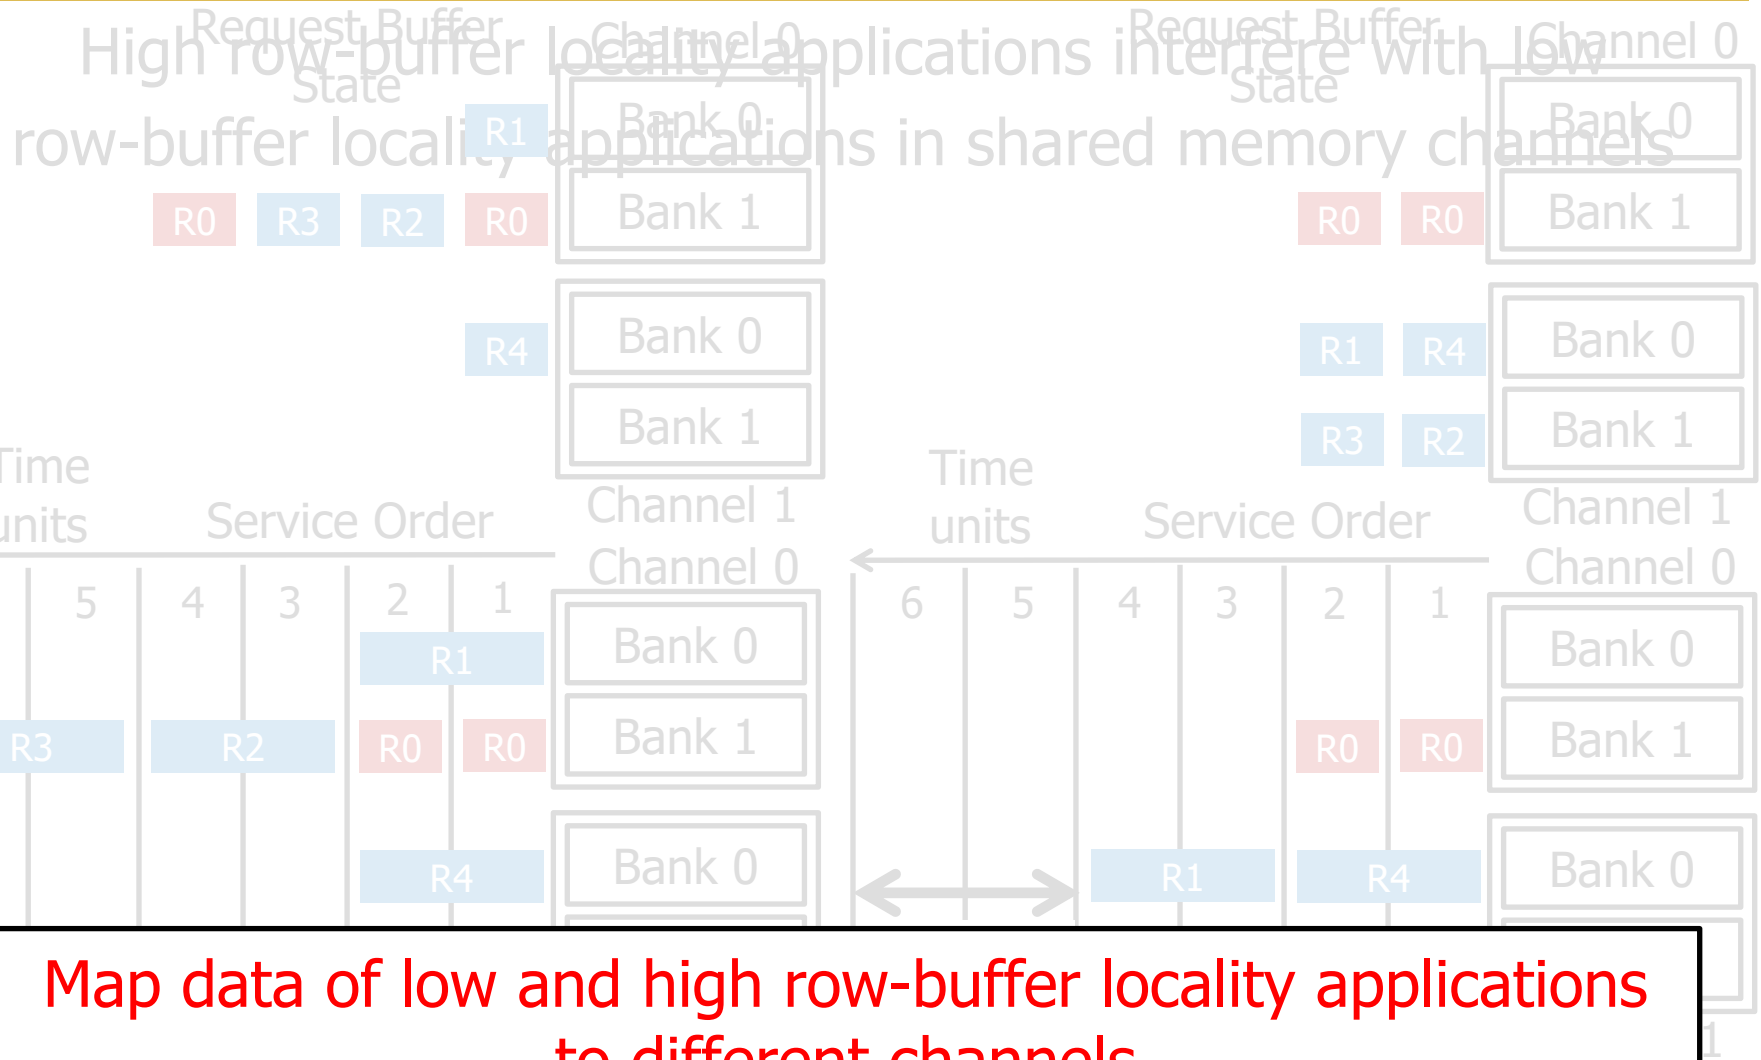 High row-buffer locality applications interfere with low
row-buffer locality applications in shared memory channels
Request Buffer
State
Channel 0
R1
Bank 0
R0 R3 R2 R0
Bank 1
R4
Bank 0
Bank 1
Channel 1
Time
units
Service Order
Channel 0
5 4 3 2 1
R1
Bank 0
R3 R2 R0 R0
Bank 1
R4
Bank 0
Request Buffer
State
Channel 0
Bank 0
R0 R0
Bank 1
R1 R4
Bank 0
R3 R2
Bank 1
Channel 1
Time
units
Service Order
Channel 0
6 5 4 3 2 1
Bank 0
R0 R0
Bank 1
R1 R4
Bank 0
1
Map data of low and high row-buffer locality applications
to different channels